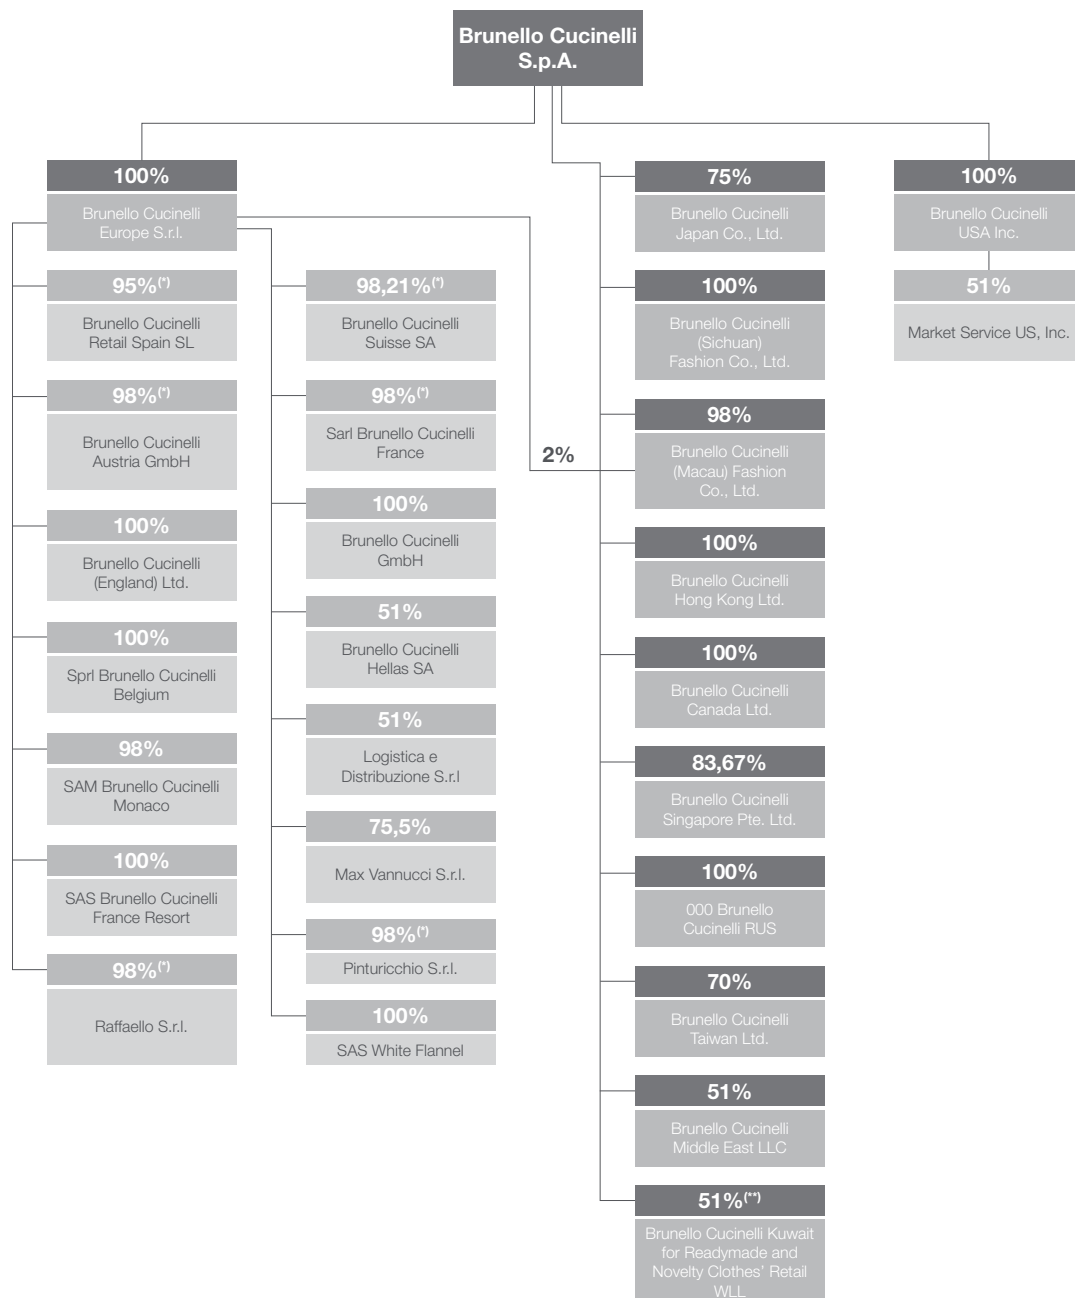 Brunello Cucinelli
S.p.A.
100%
Brunello Cucinelli
Europe S.r.l.
95%(*)
Brunello Cucinelli
Retail Spain SL
98%(*)
Brunello Cucinelli
Austria GmbH
100%
Brunello Cucinelli
(England) Ltd.
100%
Sprl Brunello Cucinelli
Belgium
98%
SAM Brunello Cucinelli
Monaco
100%
SAS Brunello Cucinelli
France Resort
98%(*)
Raffaello S.r.l.
98,21%(*)
Brunello Cucinelli
Suisse SA
98%(*)
Sarl Brunello Cucinelli
France
100%
Brunello Cucinelli
GmbH
51%
Brunello Cucinelli
Hellas SA
51%
Logistica e
Distribuzione S.r.l
75,5%
Max Vannucci S.r.l.
98%(*)
Pinturicchio S.r.l.
100%
SAS White Flannel
2%
75%
Brunello Cucinelli
Japan Co., Ltd.
100%
Brunello Cucinelli
(Sichuan)
Fashion Co., Ltd.
98%
Brunello Cucinelli
(Macau) Fashion
Co., Ltd.
100%
Brunello Cucinelli
Hong Kong Ltd.
100%
Brunello Cucinelli
Canada Ltd.
83,67%
Brunello Cucinelli
Singapore Pte. Ltd.
100%
000 Brunello
Cucinelli RUS
70%
Brunello Cucinelli
Taiwan Ltd.
51%
Brunello Cucinelli
Middle East LLC
51%(**)
Brunello Cucinelli Kuwait
for Readymade and
Novelty Clothes' Retail
WLL
100%
Brunello Cucinelli
USA Inc.
51%
Market Service US, Inc.